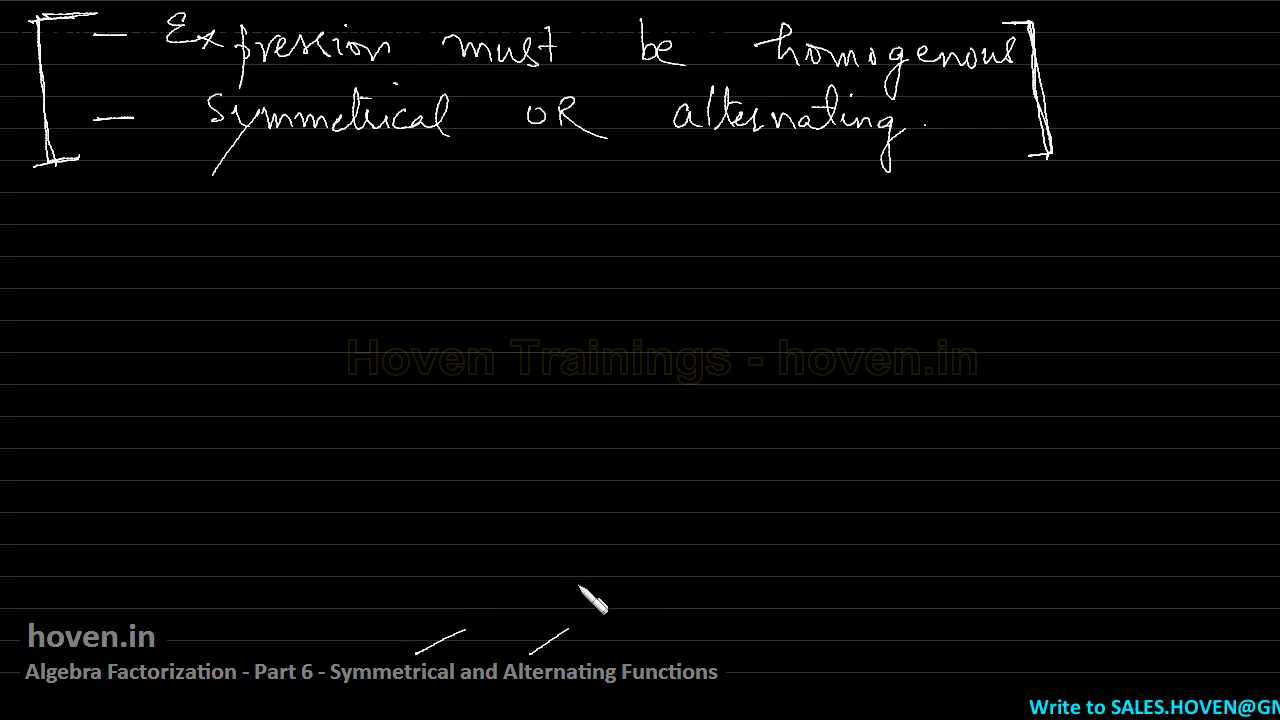 - Expression must be homogenous
- symmetrical OR alternating.
Hoven Trainings - hoven.in
hoven.in
Algebra Factorization - Part 6 - Symmetrical and Alternating Functions
Write to SALES.HOVEN@GM